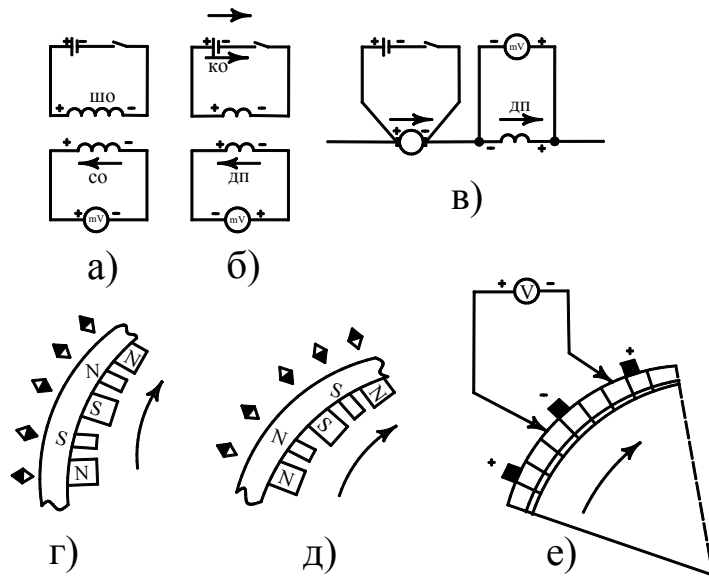 + - + - + - - mV +
шо ко + - дп
+ - + - + - - +
+ - + -
со дп
+ mV - - mV +
в)
а) б)
+ V -
N N S N +
S N S N -
S +
N N
г) д) е)